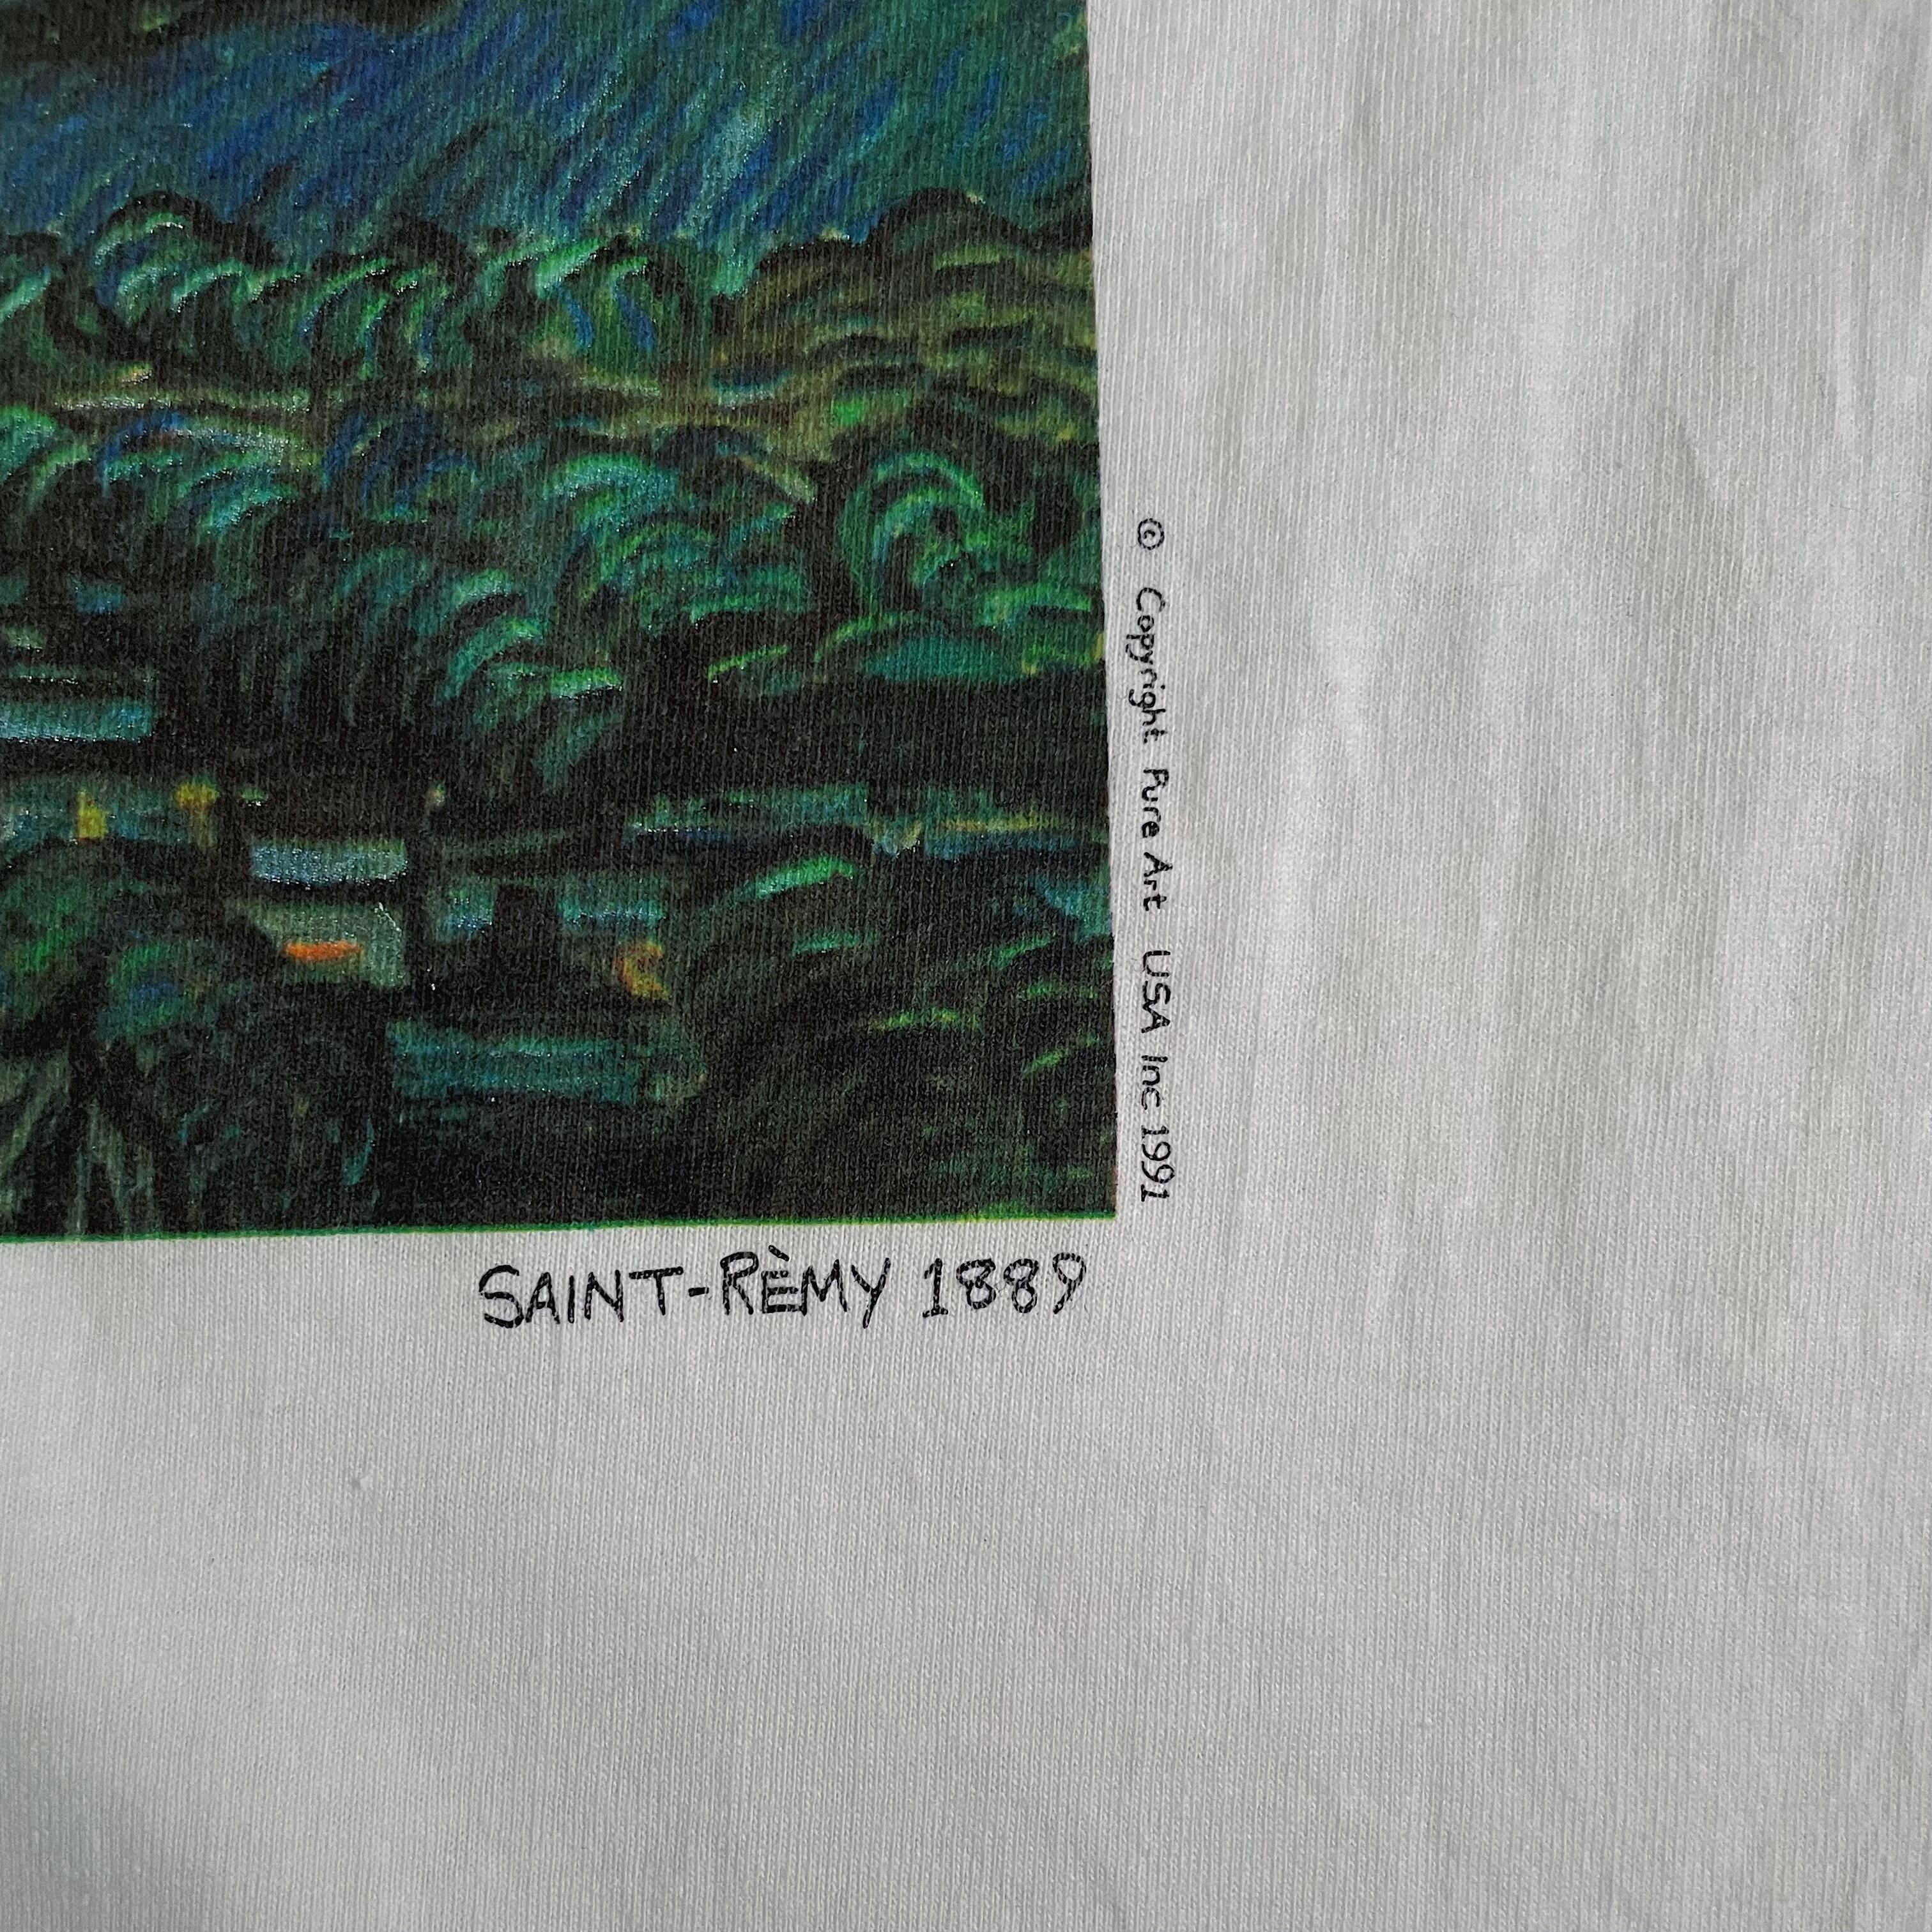 © Copyright Pure Art USA Inc 1991
SAINT-RÈMY 1889